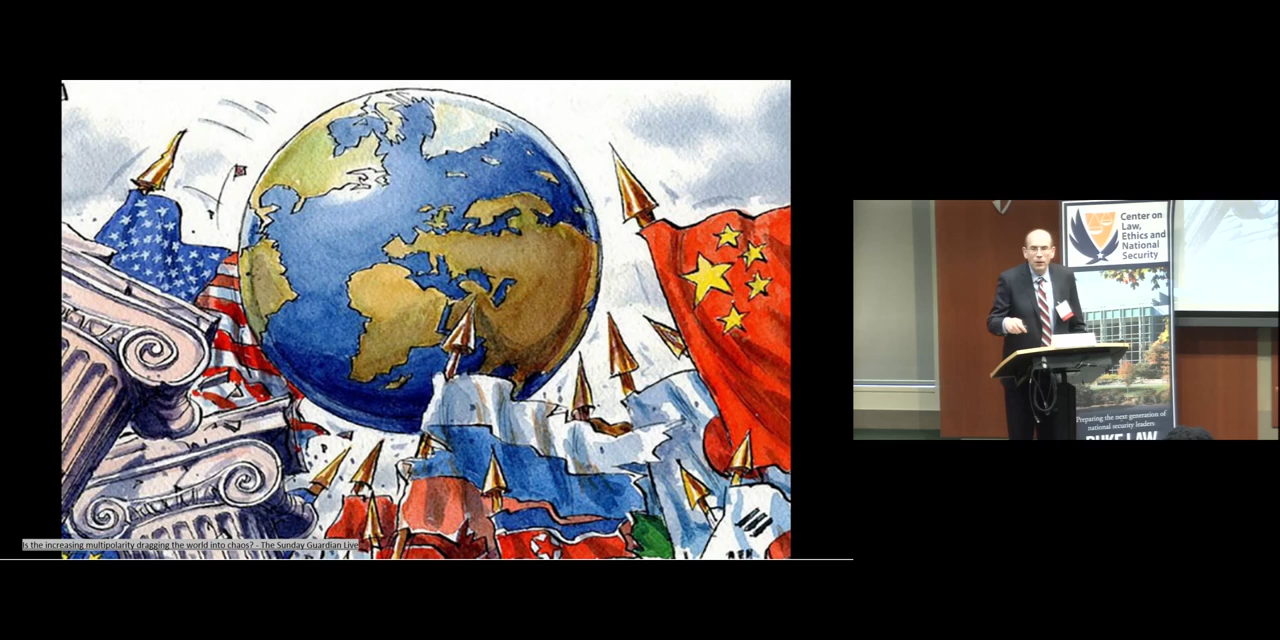 Is the increasing multipolarity dragging the world into chaos? - The Sunday Guardian Live
Center on
Law,
Ethics and
National
Security
Preparing the next generation of
national security leaders
DUKE LAW